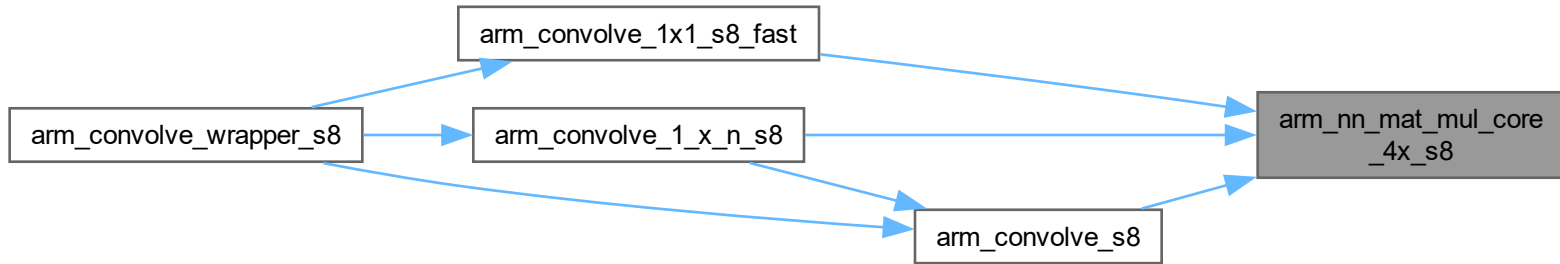 arm_convolve_1x1_s8_fast
arm_convolve_wrapper_s8
arm_convolve_1_x_n_s8
arm_nn_mat_mul_core
_4x_s8
arm_convolve_s8